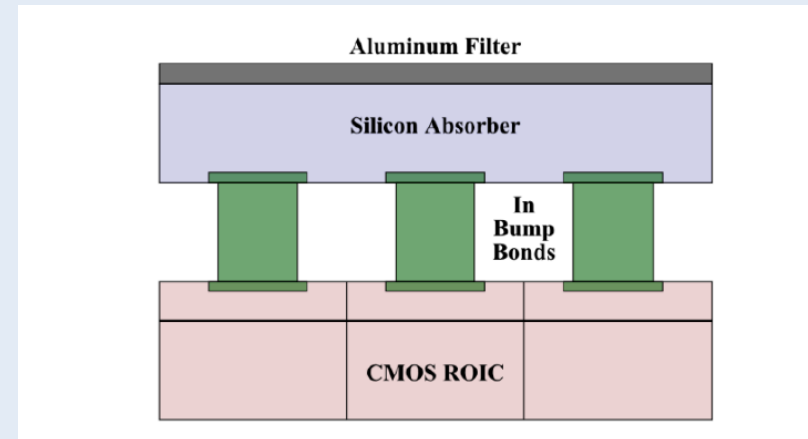 Aluminum Filter
Silicon Absorber
In
Bump
Bonds
CMOS ROIC